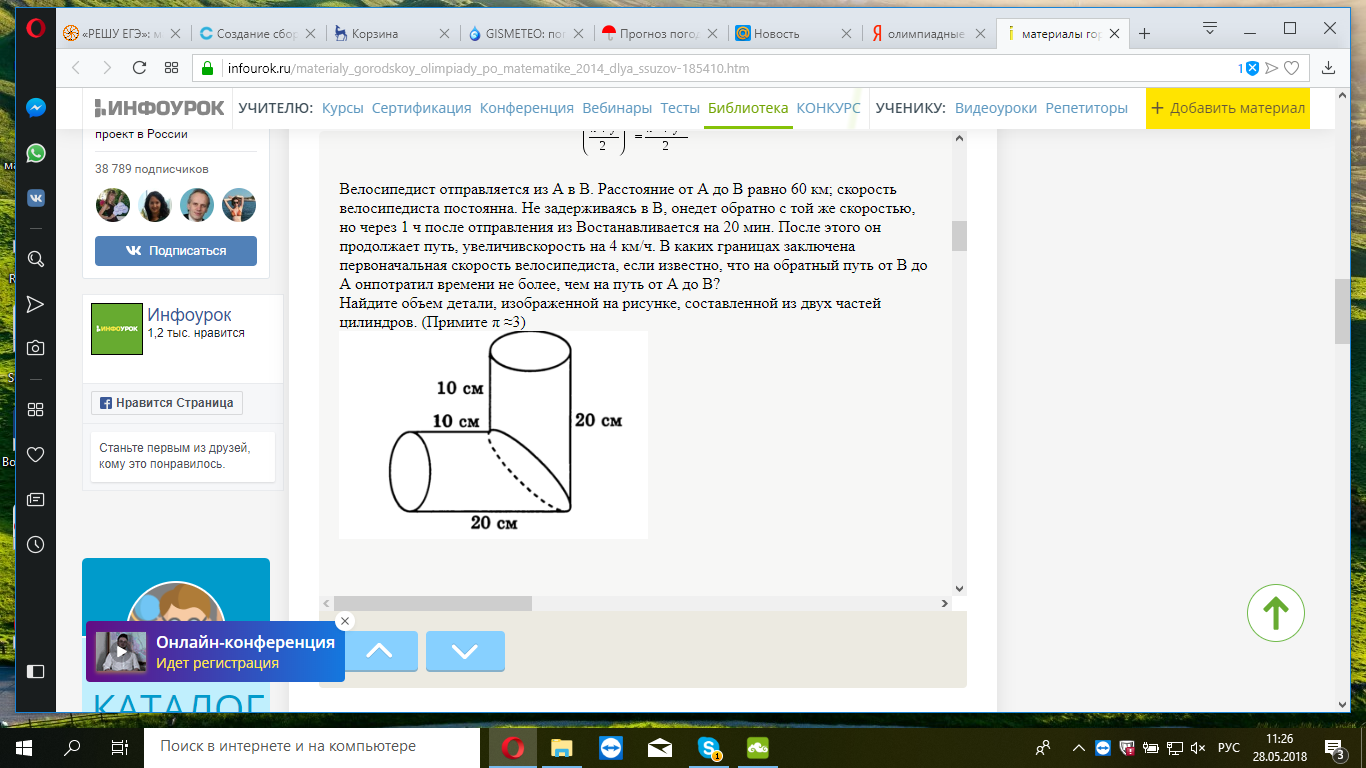 «РЕШУ ЕГЭ»: м
Создание сбор
Корзина
GISMETEO: пог
Прогноз погод
Новость
Я олимпиадные
материалы гор
infourok.ru/materialy_gorodskoy_olimpiady_po_matematike_2014_dlya_ssuzov-185410.htm
1
ИНФОУРОК
УЧИТЕЛЮ: Курсы Сертификация Конференция Вебинары Тесты Библиотека КОНКУРС УЧЕНИКУ: Видеоуроки Репетиторы
+ Добавить материал
проект в России
38 789 подписчиков
Подписаться
ИНФОУРОК
Инфоурок
1,2 тыс. нравится
Нравится Страница
Станьте первым из друзей,
кому это понравилось.
2 = 2
Велосипедист отправляется из А в В. Расстояние от А до В равно 60 км; скорость
велосипедиста постоянна. Не задерживаясь в В, онедет обратно с той же скоростью,
но через 1 ч после отправления из Востанавливается на 20 мин. После этого он
продолжает путь, увеличивскорость на 4 км/ч. В каких границах заключена
первоначальная скорость велосипедиста, если известно, что на обратный путь от В до
А онпотратил времени не более, чем на путь от А до В?
Найдите объем детали, изображенной на рисунке, составленной из двух частей
цилиндров. (Примите π ≈3)
10 см
10 см
20 см
20 см
Онлайн-конференция
Идет регистрация
КАТАЛОГ
Поиск в интернете и на компьютере
1
РУС
11:26
28.05.2018
3